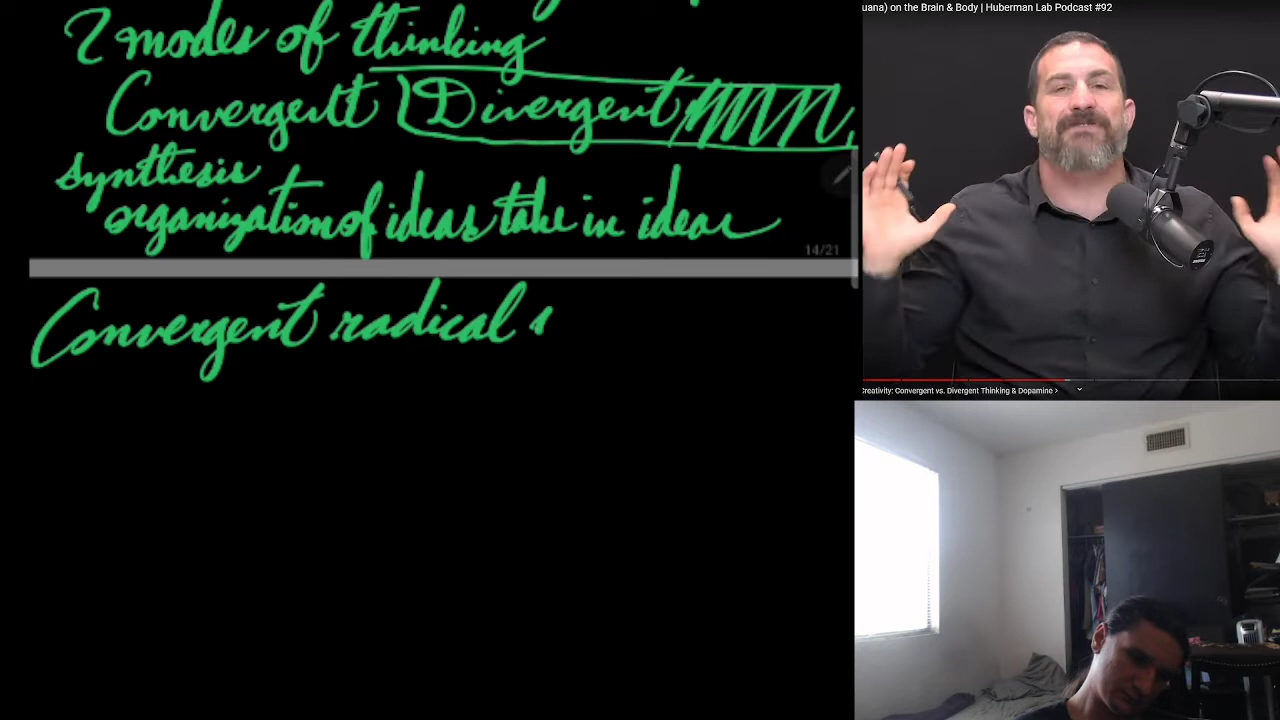 2 modes of thinking
Convergent Divergent
synthesis
organization of ideas take in ideas
14/21
Convergent radical
uana) on the Brain & Body | Huberman Lab Podcast #92
Creativity: Convergent vs. Divergent Thinking & Dopamine >